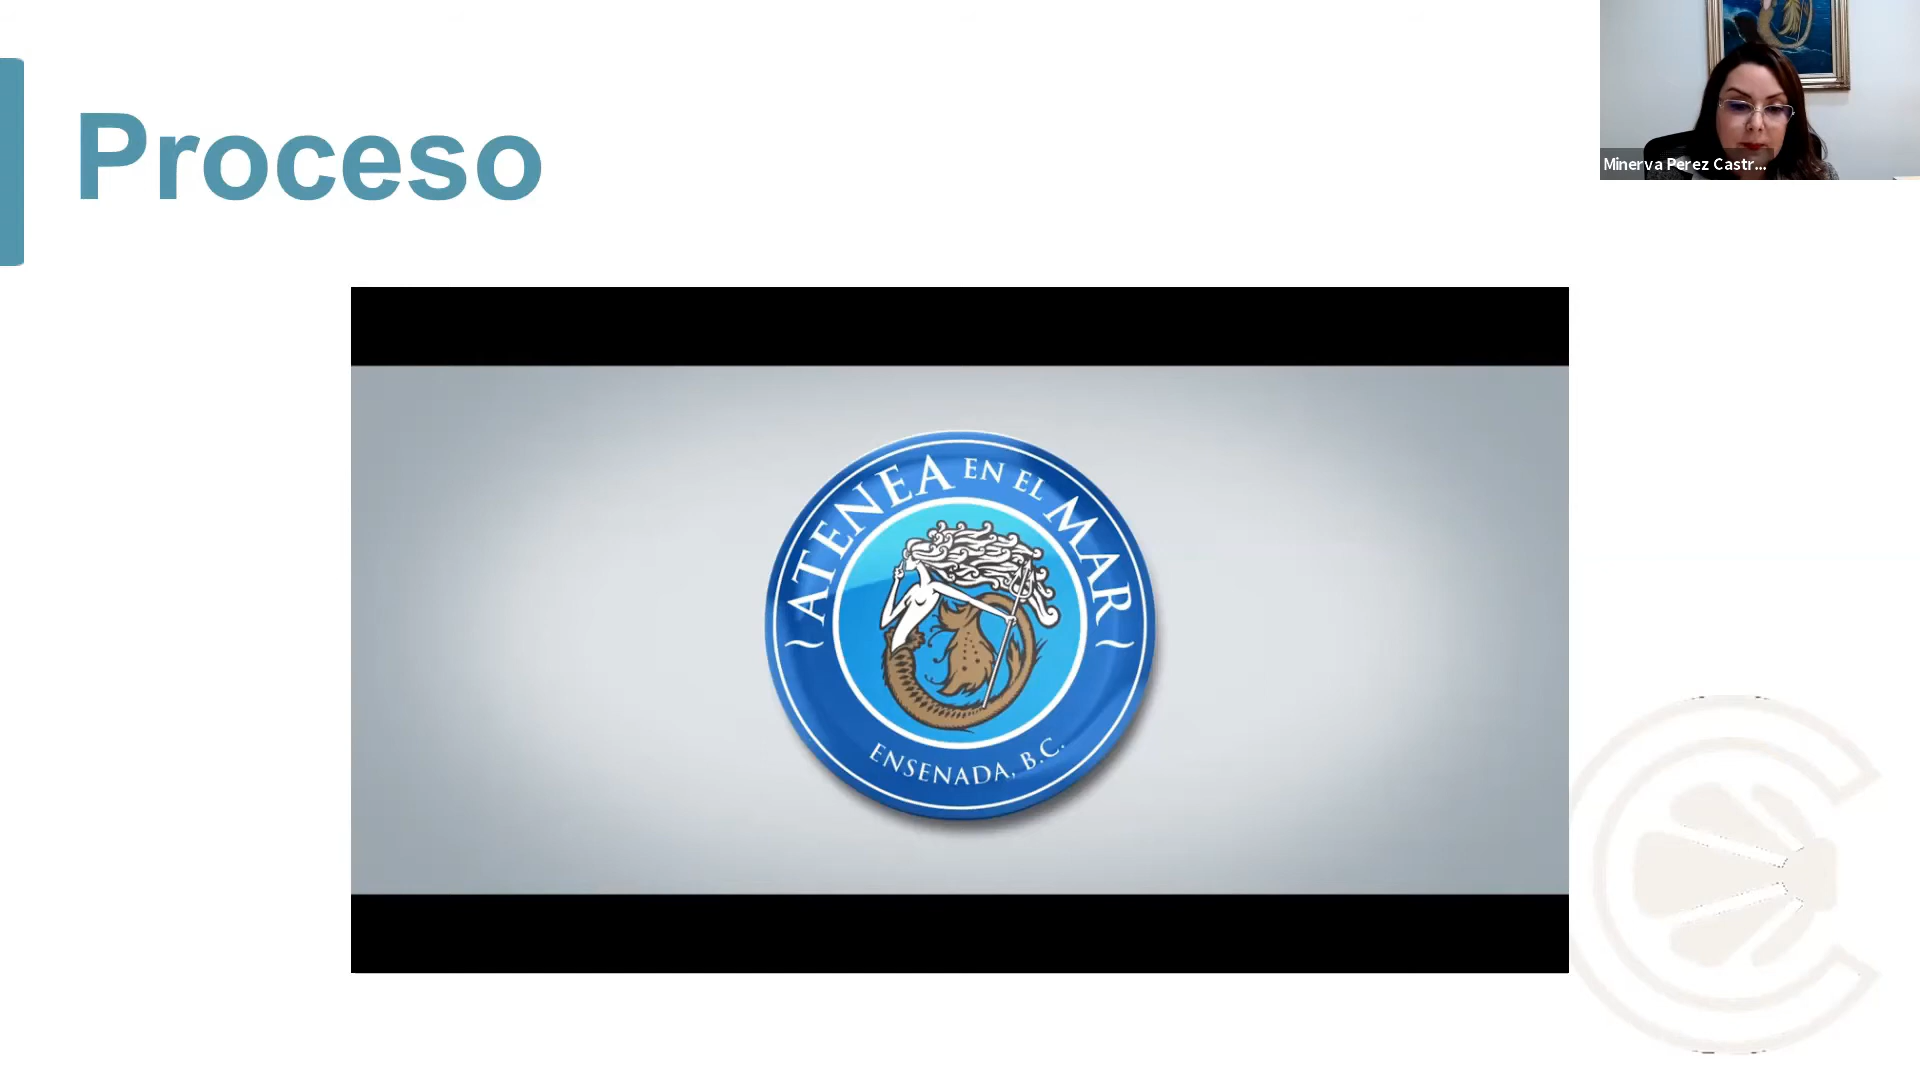 Proceso
Minerva Perez Castr...
~ ATENEA EN EL MAR ~
ENSENADA, B.C.